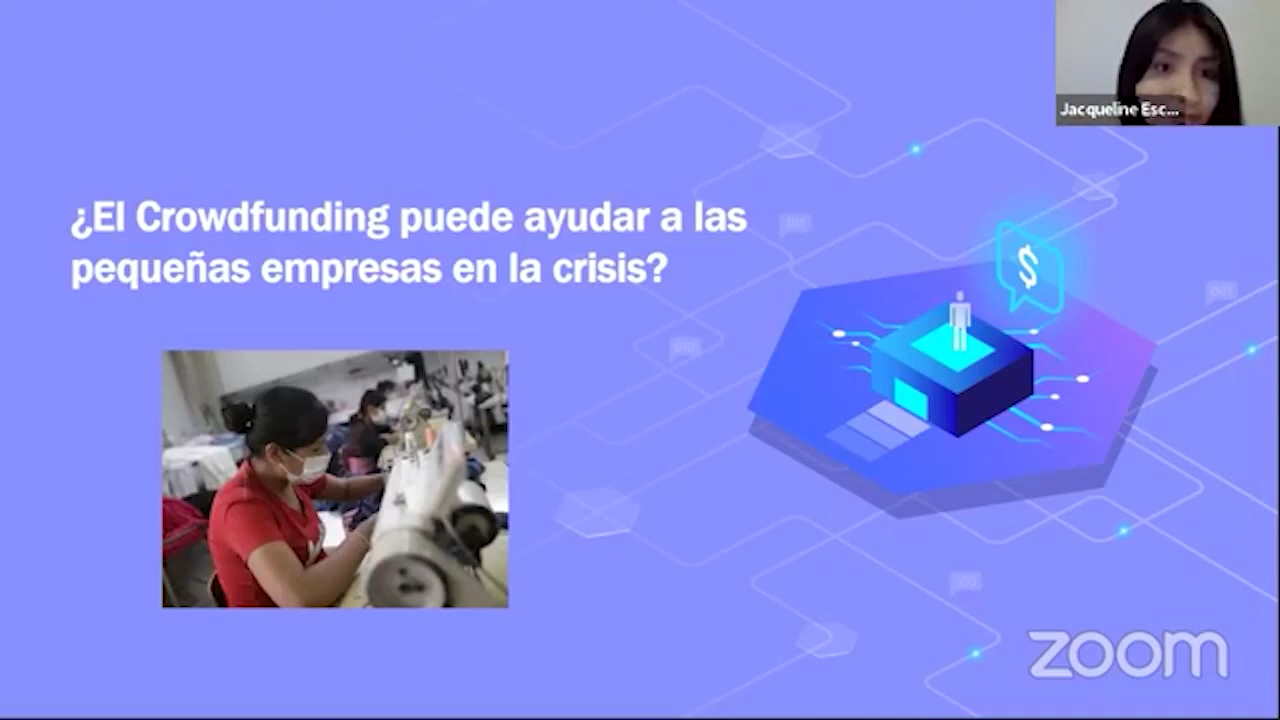 Jacqueline Esc...
¿El Crowdfunding puede ayudar a las
pequeñas empresas en la crisis?
$
zoom